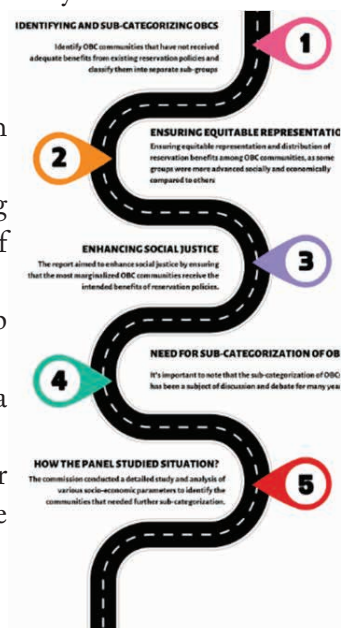 IDENTIFYING AND SUB-CATEGORIZING OBCS
Identify OBC communities that have not received
adequate benefits from existing reservation policies and
classify them into separate sub-groups
1
ENSURING EQUITABLE REPRESENTATIO
Ensuring equitable representation and distribution of
reservation benefits among OBC communities, as some
groups were more advanced socially and economically
compared to others
2
ENHANCING SOCIAL JUSTICE
The report aimed to enhance social justice by ensuring
that the most marginalized OBC communities receive the
intended benefits of reservation policies.
3
NEED FOR SUB-CATEGORIZATION OF OB
It's important to note that the sub-categorization of OBC
has been a subject of discussion and debate for many yea
4
HOW THE PANEL STUDIED SITUATION?
The commission conducted a detailed study and analysis of
various socio-economic parameters to identify the
communities that needed further sub-categorization.
5